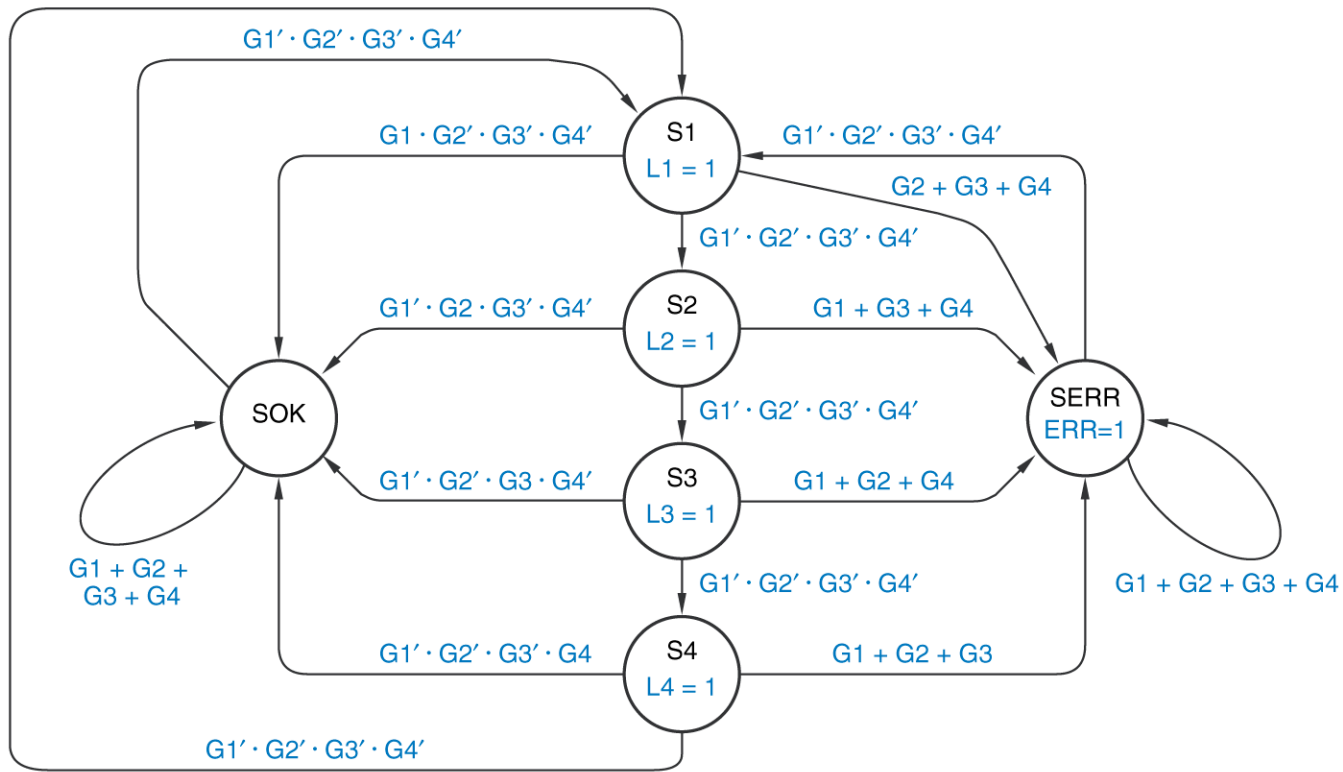 G1′ · G2′ · G3′ · G4′
G1 · G2′ · G3′ · G4′
S1
L1 = 1
G1′ · G2′ · G3′ · G4′
G2 + G3 + G4
G1′ · G2′ · G3′ · G4′
G1′ · G2 · G3′ · G4′
S2
L2 = 1
G1 + G3 + G4
SOK
G1′ · G2′ · G3′ · G4′
SERR
ERR=1
G1′ · G2′ · G3 · G4′
S3
L3 = 1
G1 + G2 + G4
G1 + G2 +
G3 + G4
G1′ · G2′ · G3′ · G4′
G1 + G2 + G3 + G4
G1′ · G2′ · G3′ · G4
S4
L4 = 1
G1 + G2 + G3
G1′ · G2′ · G3′ · G4′